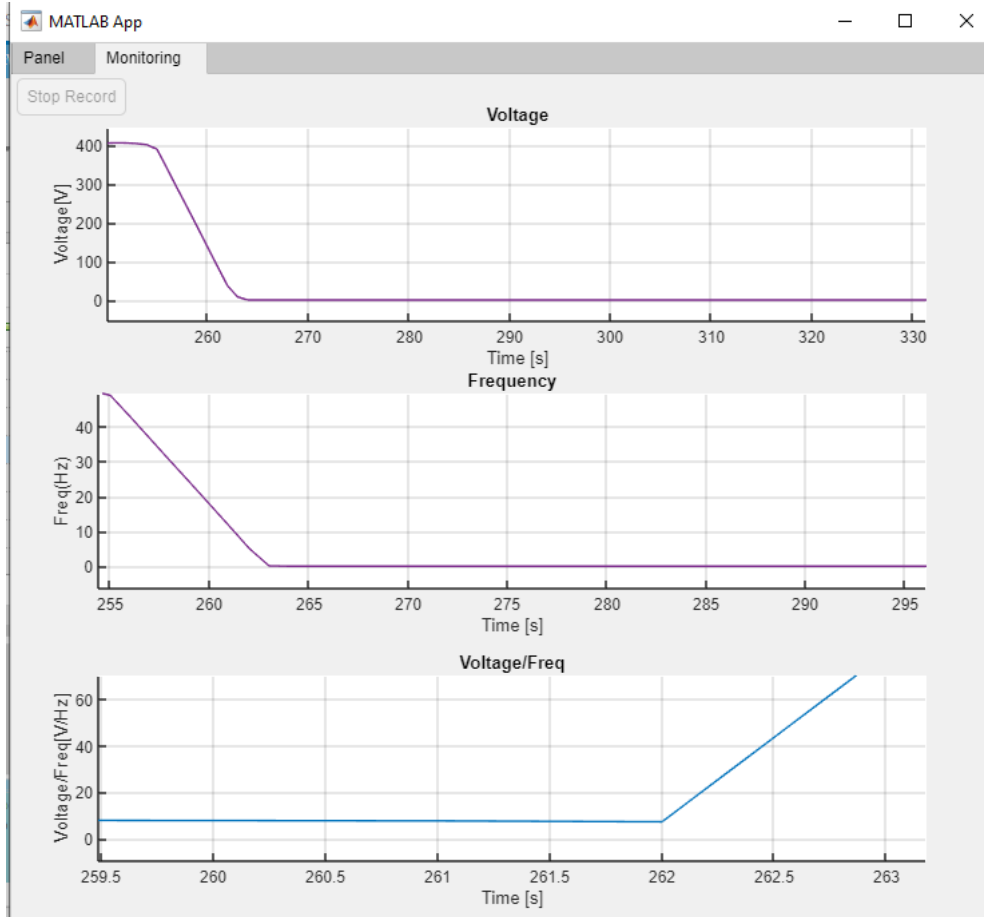 MATLAB App
Panel Monitoring
Stop Record
Voltage
400
300
200
100
0
Voltage[V]
260 270 280 290 300 310 320 330
Time [s]
Frequency
40
30
20
10
0
Freq(Hz)
255 260 265 270 275 280 285 290 295
Time [s]
Voltage/Freq
60
40
20
0
Voltage/Freq[V/Hz]
259.5 260 260.5 261 261.5 262 262.5 263
Time [s]